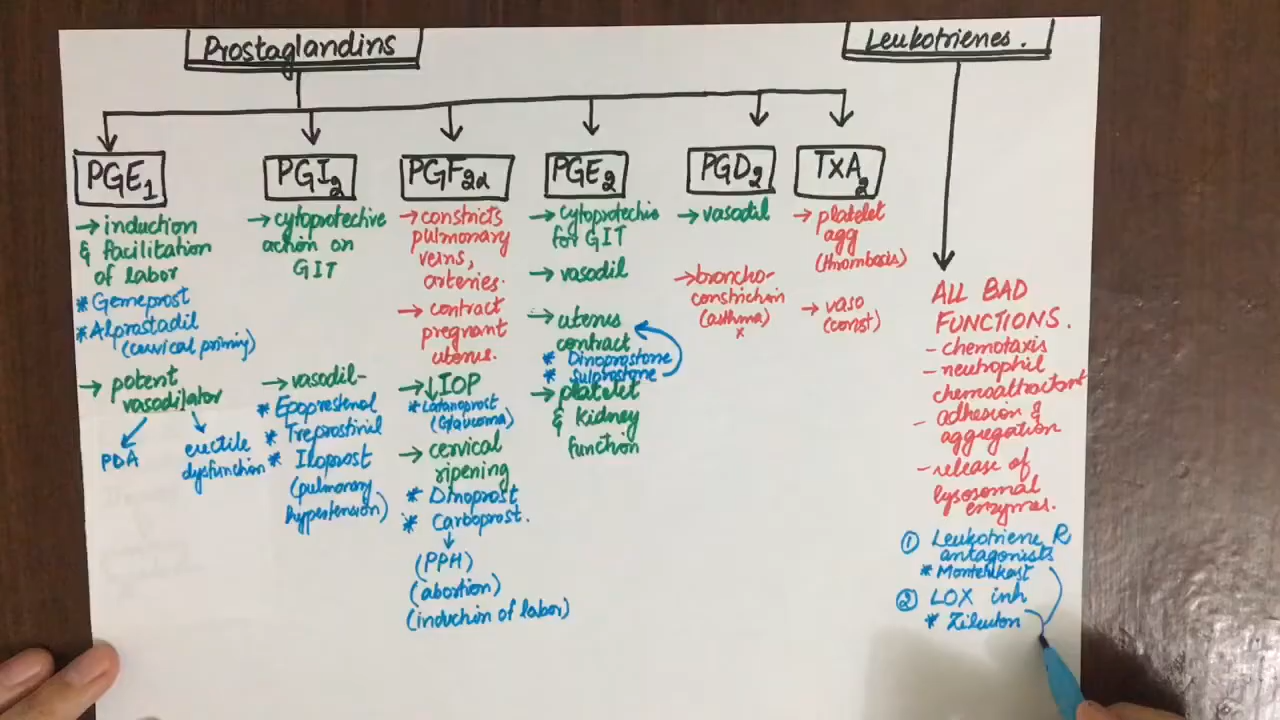 Prostaglandins
Leukotrienes.
PGE1
PGI2
PGF2α
PGE2
PGD2
TxA2
→ induction
& facilitation
of labor
* Gemeprost
* Alprostadil
(cervical priming)
→ potent
vasodilator
PDA
erectile
dysfunction
→ cytoprotective
action on
GIT
→ vasodil-
* Epoprostenol
* Treprostinil
* Iloprost
(pulmonary
hypertension)
→ constricts
pulmonary
veins,
arteries.
→ contract
pregnant
uterus.
→ ↓IOP
* Latanoprost
(Glaucoma)
→ cervical
ripening
* Dinoprost
* Carboprost.
(PPH)
(abortion)
(induction of labor)
→ cytoprotective
for GIT
→ vasodil
→ uterus
contract
* Dinoprostone
* Sulprostone
→ platelet
& kidney
function
→ vasodil
→ broncho-
constriction
(asthma)
x
→ platelet
agg
(thrombosis)
→ vaso
(const)
ALL BAD
FUNCTIONS.
- chemotaxis
- neutrophil
chemoattractant
- adhesion &
aggregation
- release of
lysosomal
enzymes.
① Leukotriene R
antagonists
* Montelukast
② LOX inh
* Zileuton